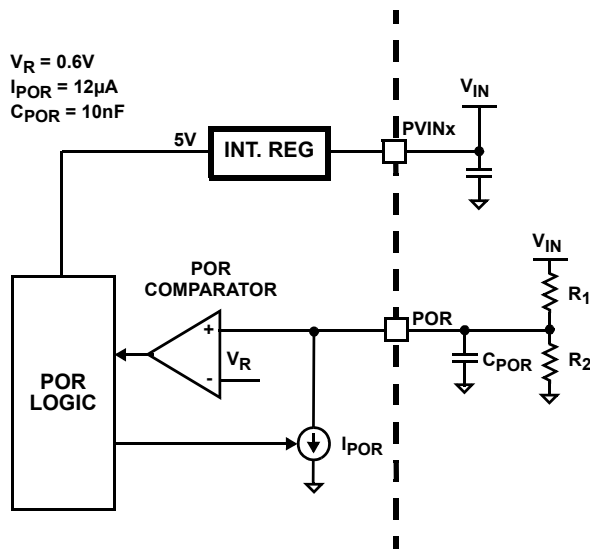 V_R = 0.6V
I_POR = 12µA
C_POR = 10nF
V_IN
PVINx
5V
INT. REG
V_IN
POR
COMPARATOR
R_1
POR
+
V_R
-
C_POR
R_2
POR
LOGIC
I_POR